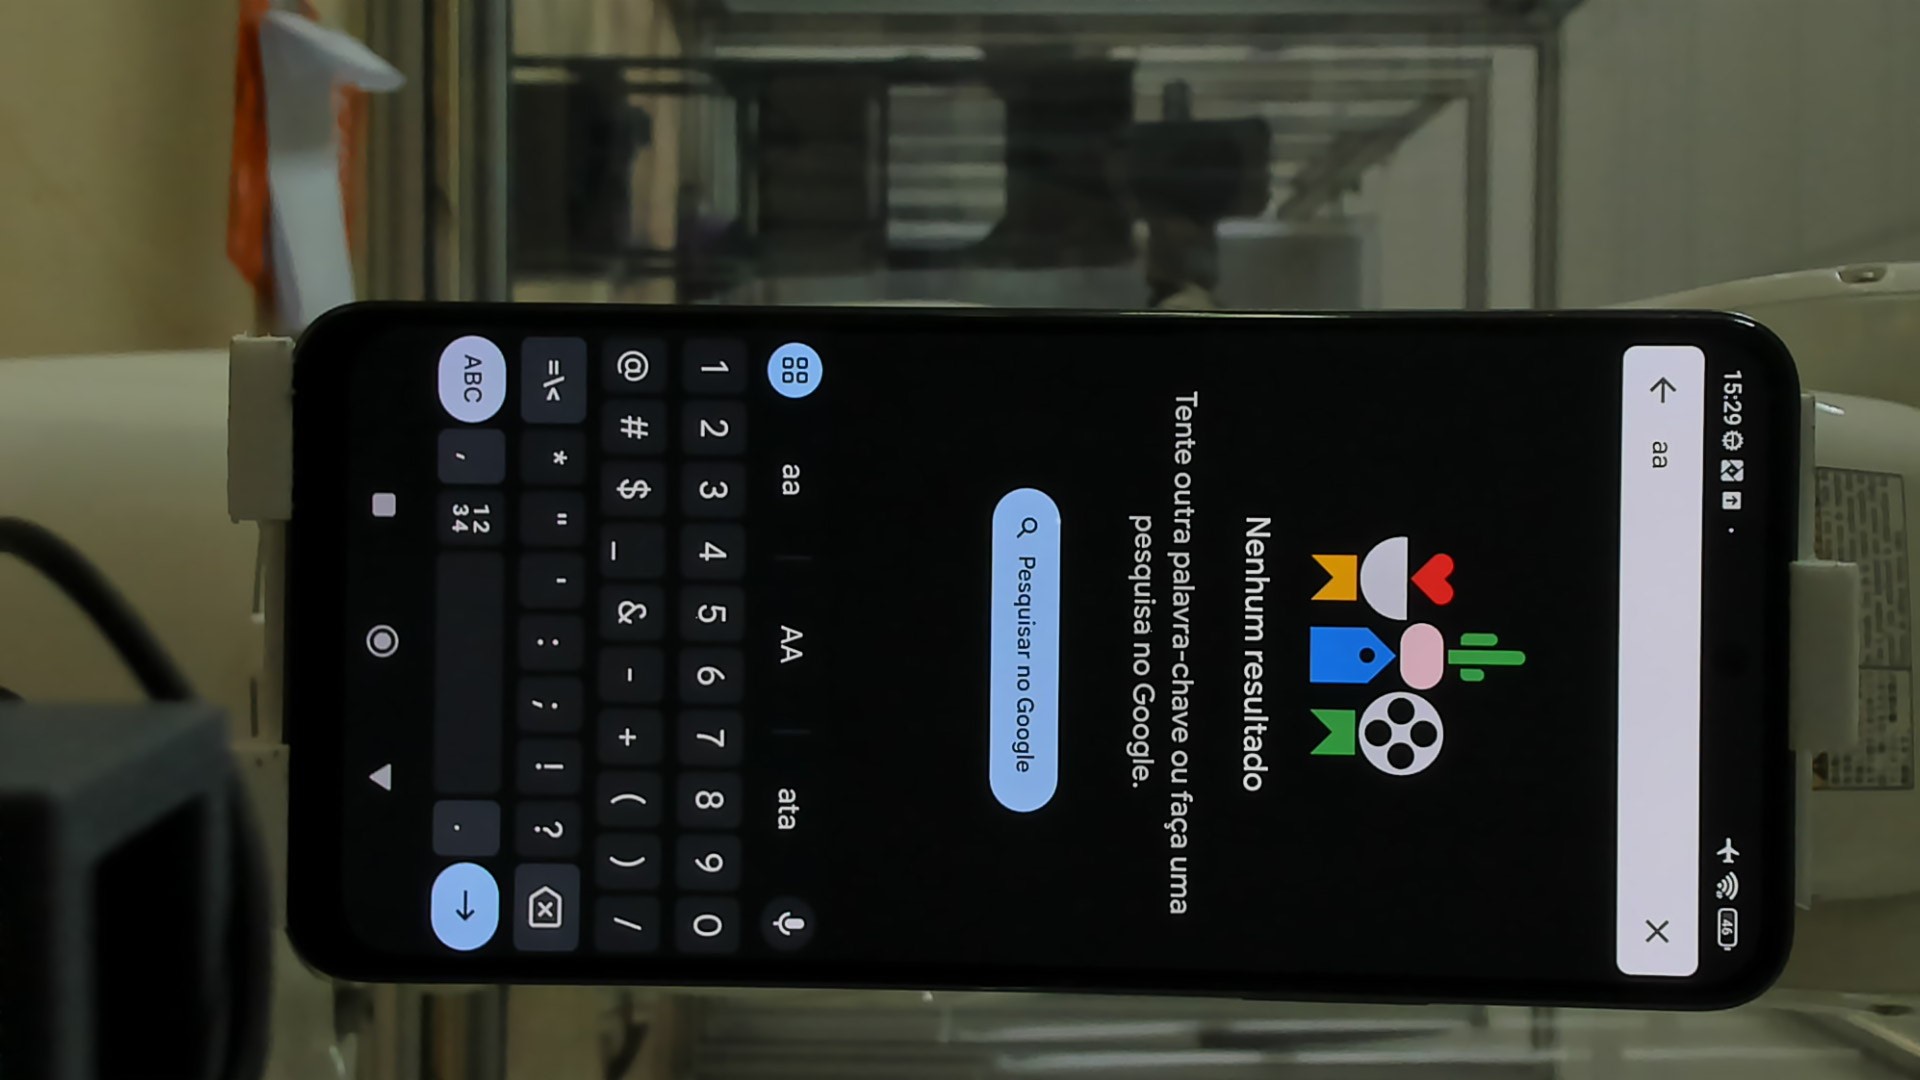 15:29
46
aa
Nenhum resultado
Tente outra palavra-chave ou faça uma
pesquisa no Google.
Pesquisar no Google
aa AA ata
1 2 3 4 5 6 7 8 9 0
@ # $ _ & - + ( ) /
=\< * " ' : ; ! ?
ABC , 12 .
34